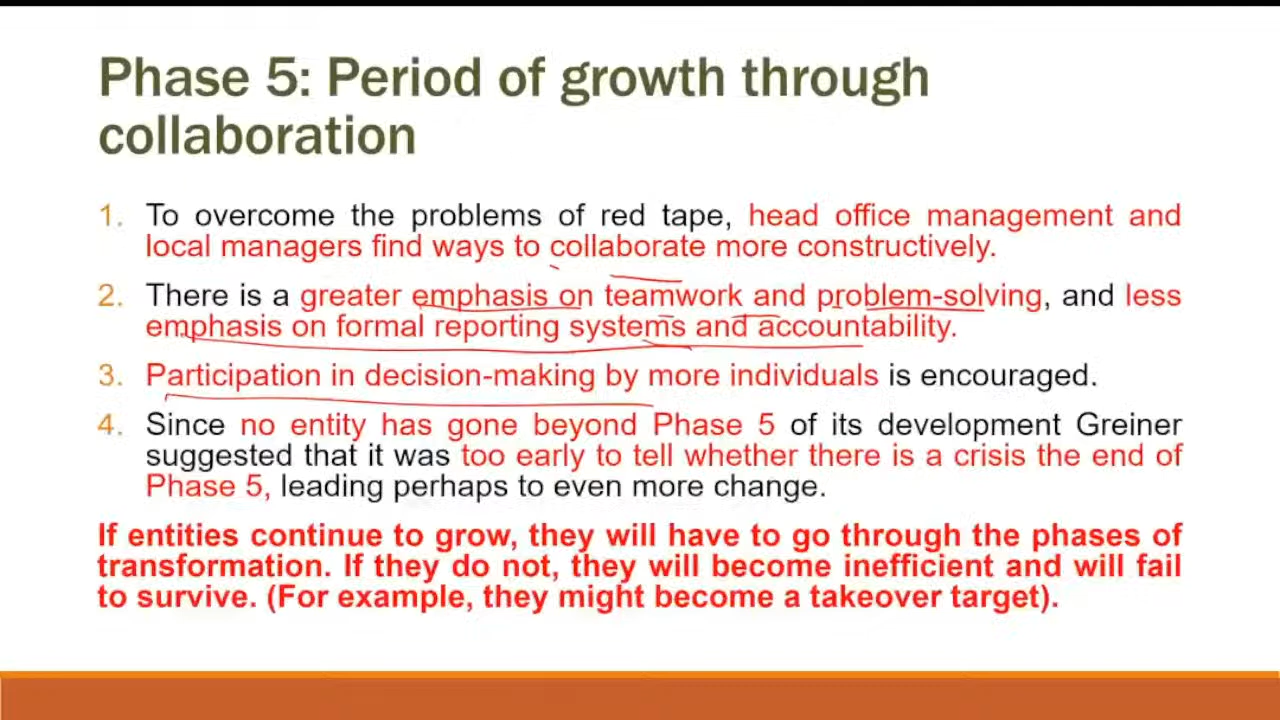 Phase 5: Period of growth through
collaboration
1. To overcome the problems of red tape, head office management and
local managers find ways to collaborate more constructively.
2. There is a greater emphasis on teamwork and problem-solving, and less
emphasis on formal reporting systems and accountability.
3. Participation in decision-making by more individuals is encouraged.
4. Since no entity has gone beyond Phase 5 of its development Greiner
suggested that it was too early to tell whether there is a crisis the end of
Phase 5, leading perhaps to even more change.
If entities continue to grow, they will have to go through the phases of
transformation. If they do not, they will become inefficient and will fail
to survive. (For example, they might become a takeover target).